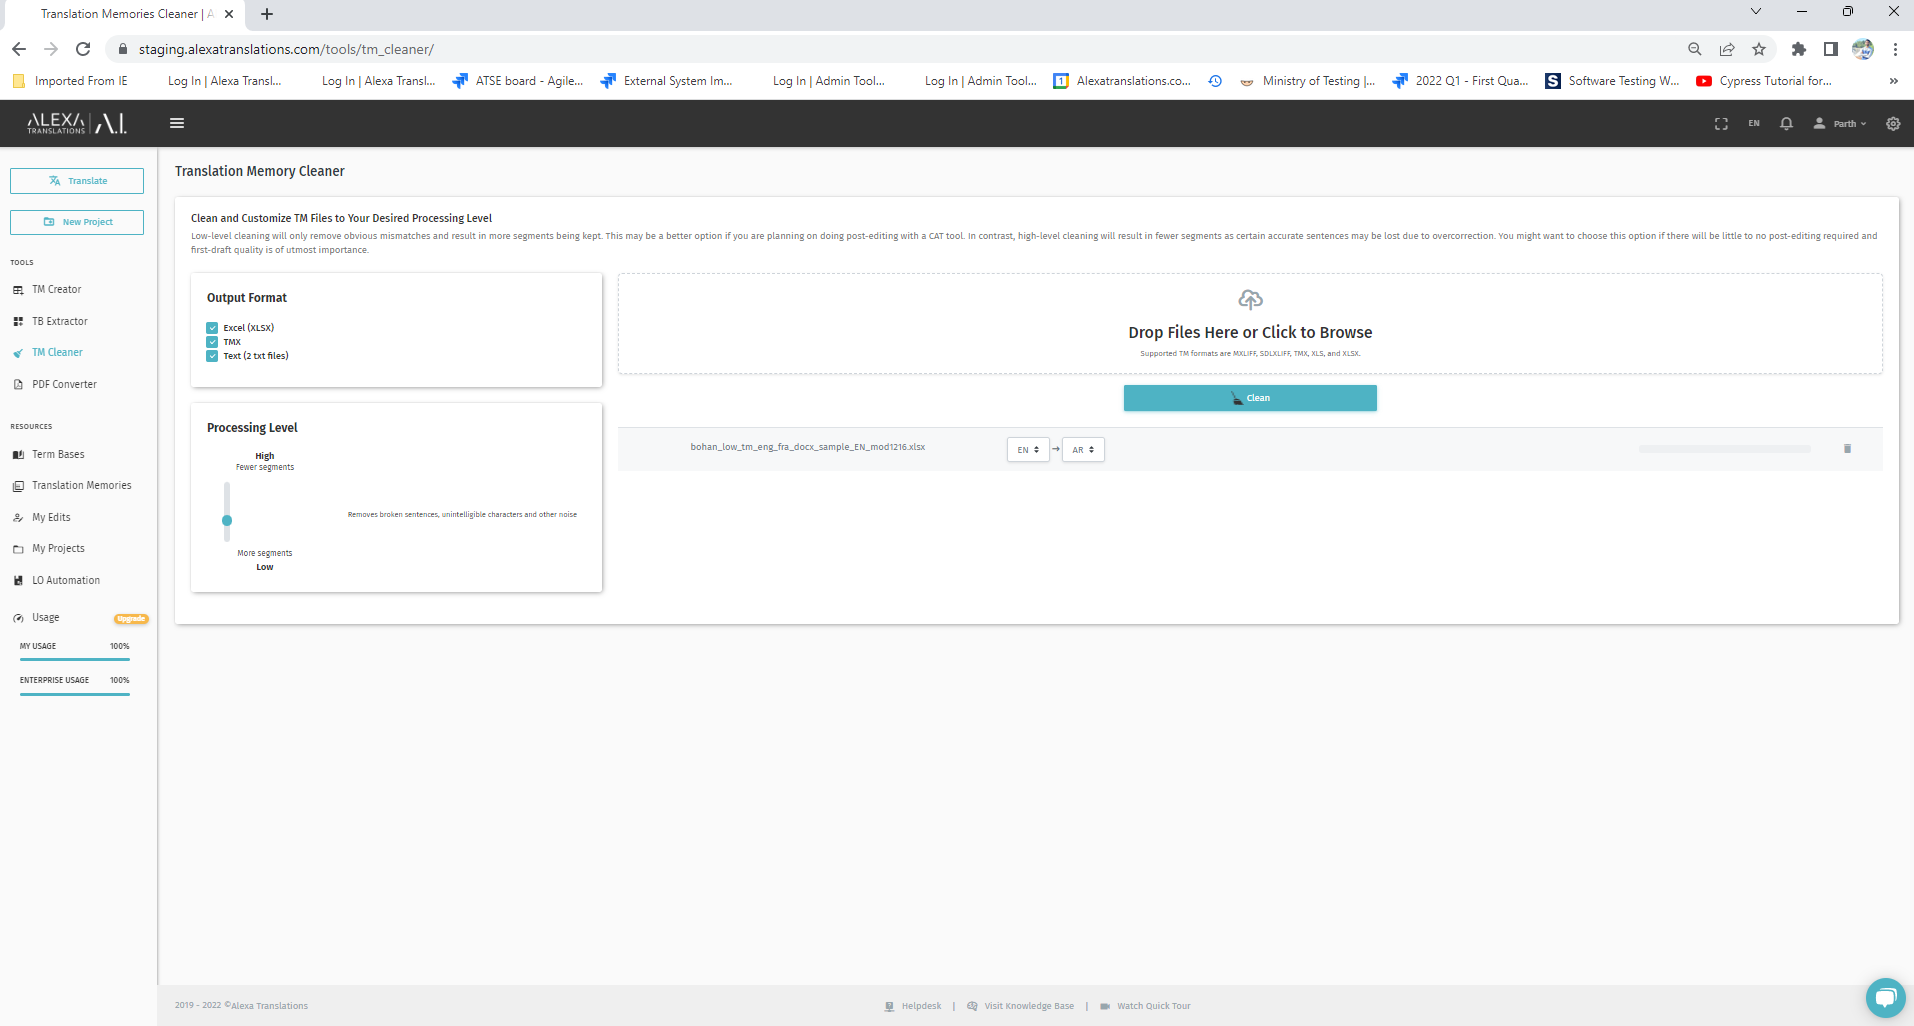 Translation Memories Cleaner | A
staging.alexatranslations.com/tools/tm_cleaner/
Imported From IE
Log In | Alexa Transl...
Log In | Alexa Transl...
ATSE board - Agile...
External System Im...
Log In | Admin Tool...
Log In | Admin Tool...
1
Alexatranslations.co...
Ministry of Testing |...
2022 Q1 - First Qua...
S
Software Testing W...
Cypress Tutorial for...
»
ALEXA TRANSLATIONS | A.I.
EN
Parth
Translate
New Project
TOOLS
TM Creator
TB Extractor
TM Cleaner
PDF Converter
RESOURCES
Term Bases
Translation Memories
My Edits
My Projects
LO Automation
Usage
Upgrade
MY USAGE 100%
ENTERPRISE USAGE 100%
Translation Memory Cleaner
Clean and Customize TM Files to Your Desired Processing Level
Low-level cleaning will only remove obvious mismatches and result in more segments being kept. This may be a better option if you are planning on doing post-editing with a CAT tool. In contrast, high-level cleaning will result in fewer segments as certain accurate sentences may be lost due to overcorrection. You might want to choose this option if there will be little to no post-editing required and
first-draft quality is of utmost importance.
Output Format
Excel (XLSX)
TMX
Text (2 txt files)
Processing Level
High
Fewer segments
Removes broken sentences, unintelligible characters and other noise
More segments
Low
Drop Files Here or Click to Browse
Supported TM formats are MXLIFF, SDLXLIFF, TMX, XLS, and XLSX.
Clean
bohan_low_tm_eng_fra_docx_sample_EN_mod1216.xlsx
EN → AR
2019 - 2022 ©Alexa Translations
Helpdesk | Visit Knowledge Base | Watch Quick Tour